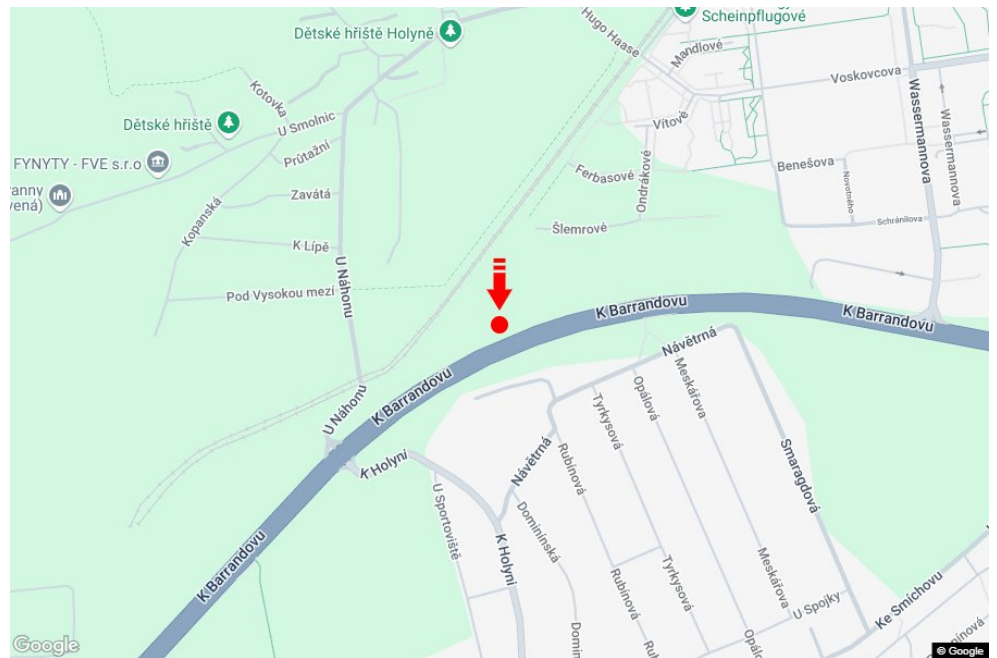 Scheinpflugové
Dětské hřiště Holyně
Hugo Haase
Mandlové
Voskovcova
Kotovka
Wassermannova
Wassermannova
Dětské hřiště
U Smolnic
Vítové
FYNYTY - FVE s.r.o
Průtažní
Benešova
Ferbasové
Ondrákové
Novotného
Zavátá
Kopanská
Schránilova
Šlemrové
K Lípě
U Náhonu
Pod Vysokou mezí
K Barrandovu
K Barrandovu
Návětrná
Meskářova
Opálová
Tyrkysová
K Barrandovu
U Náhonu
K Holyni
Návětrná
Rubínová
Smaragdová
U Sportoviště
Dominínská
K Holyni
Meskářova
Tyrkysová
Rubínová
K Barrandovu
U Spojky
Ke Smíchovu
Google
© Google